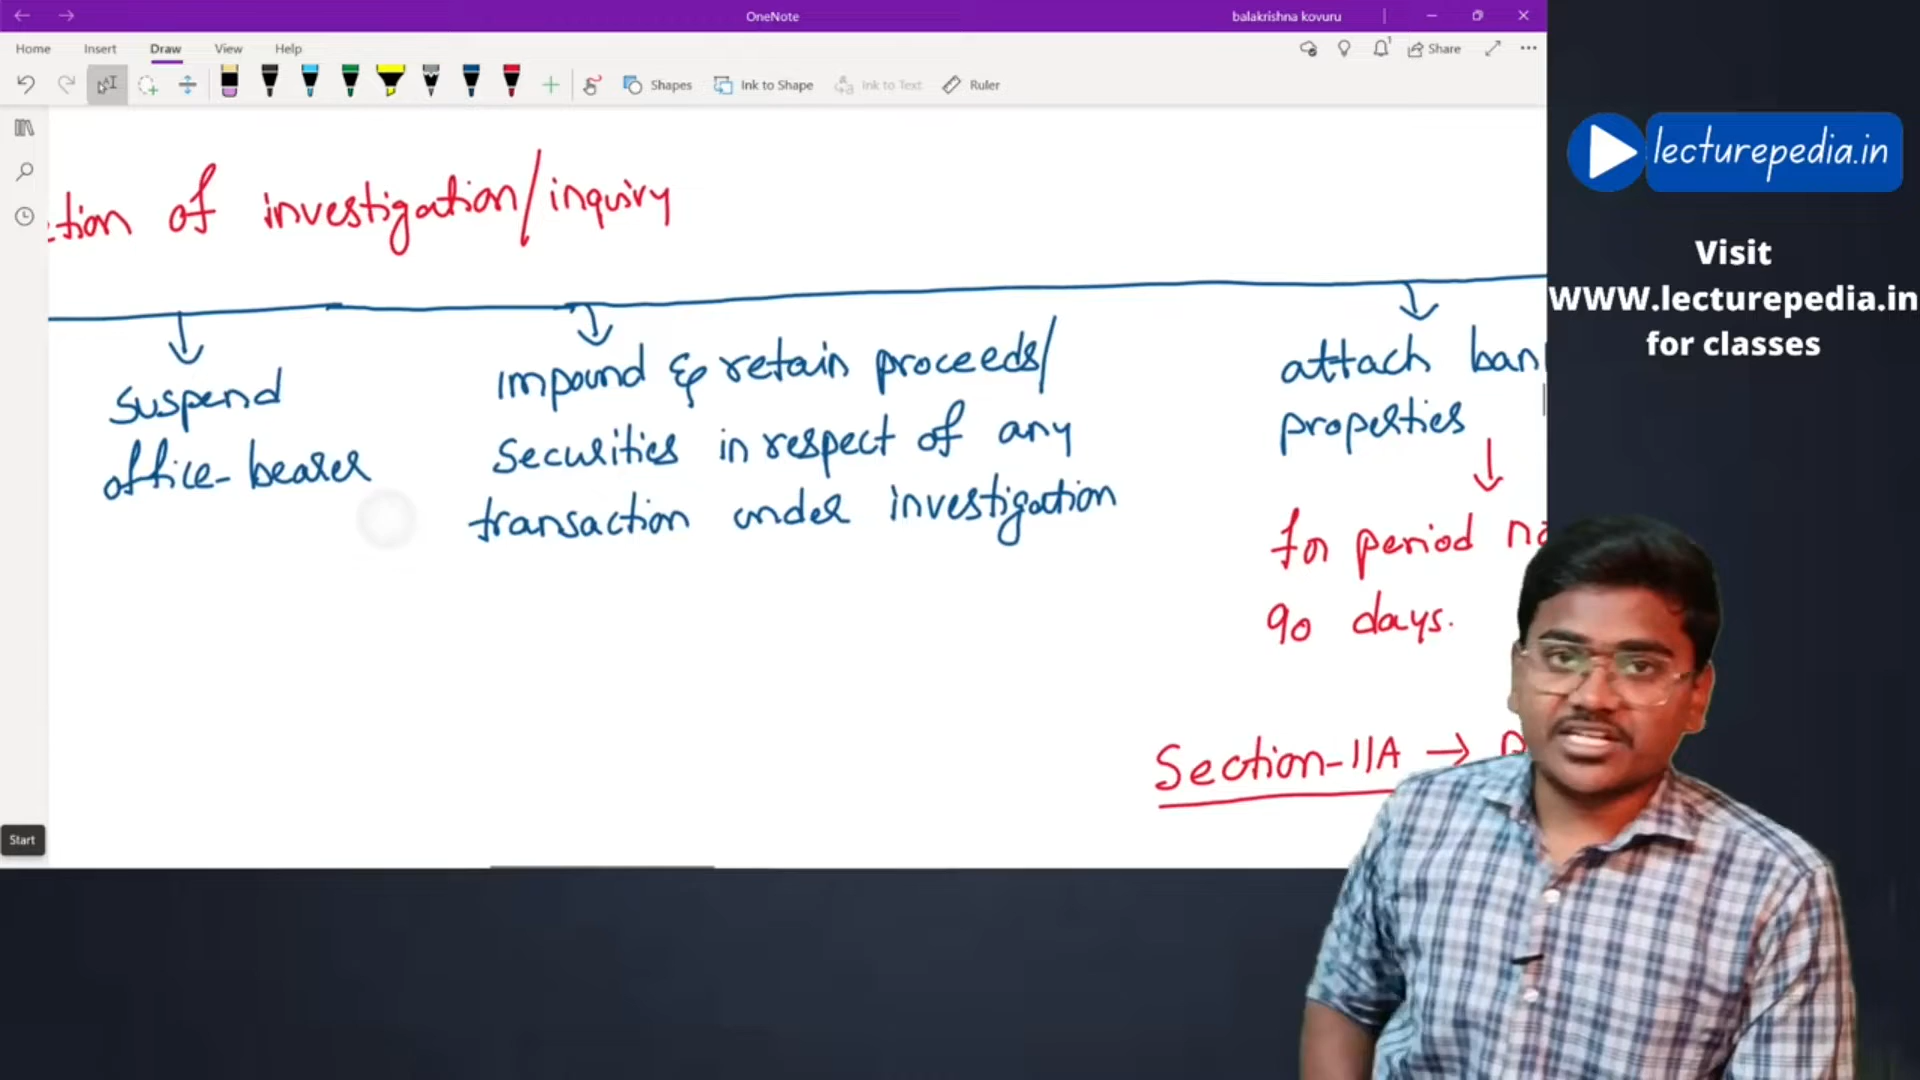 OneNote
balakrishna kovuru
Home Insert Draw View Help
Share
Shapes Ink to Shape Ink to Text Ruler
lecturepedia.in
Visit
WWW.lecturepedia.in
for classes
tion of investigation/inquiry
suspend
office-bearer
impound & retain proceeds/
securities in respect of any
transaction under investigation
attach ban
properties
for period no
90 days.
Section-11A →
Start